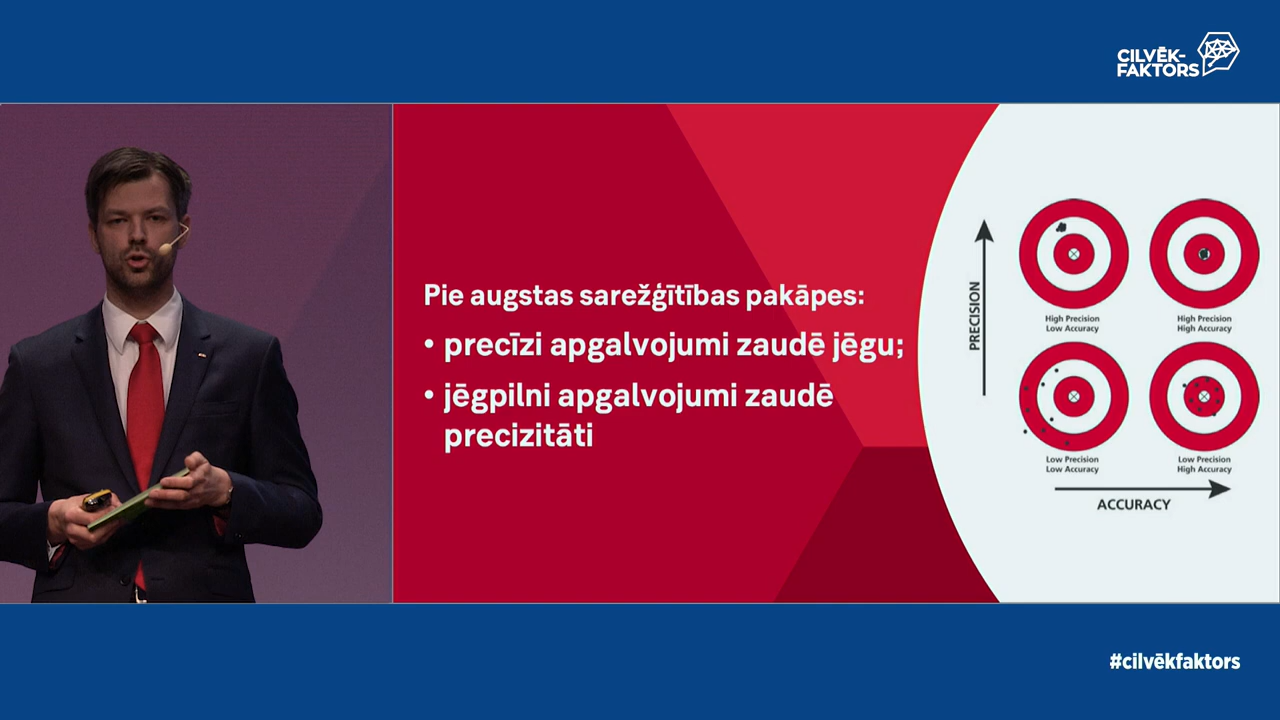 CILVĒK-
FAKTORS
Pie augstas sarežģītības pakāpes:
• precīzi apgalvojumi zaudē jēgu;
• jēgpilni apgalvojumi zaudē
precizitāti
PRECISION
High Precision
Low Accuracy
High Precision
High Accuracy
Low Precision
Low Accuracy
Low Precision
High Accuracy
ACCURACY
#cilvēkfaktors